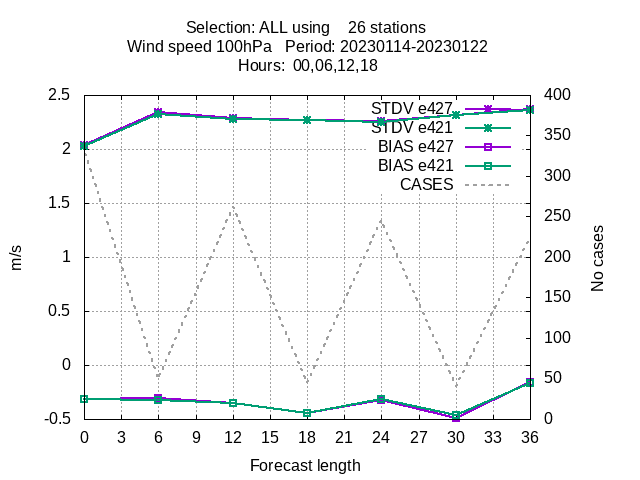 Selection: ALL using    26 stations
Wind speed 100hPa   Period: 20230114-20230122
Hours:  00,06,12,18
2.5
2
1.5
1
0.5
0
-0.5
400
350
300
250
200
150
100
50
0
STDV e427
STDV e421
BIAS e427
BIAS e421
CASES
m/s
No cases
0 3 6 9 12 15 18 21 24 27 30 33 36
Forecast length